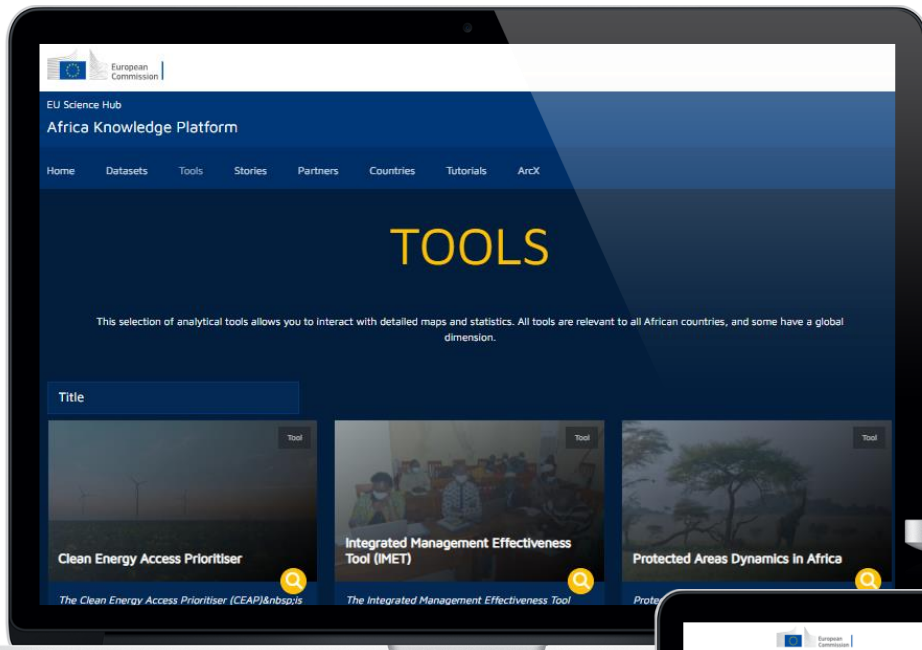 European
Commission
EU Science Hub
Africa Knowledge Platform
Home Datasets Tools Stories Partners Countries Tutorials ArcX
TOOLS
This selection of analytical tools allows you to interact with detailed maps and statistics. All tools are relevant to all African countries, and some have a global
dimension.
Title
Tool
Clean Energy Access Prioritiser
The Clean Energy Access Prioritiser (CEAP)&nbsp;is
Tool
Integrated Management Effectiveness
Tool (IMET)
The Integrated Management Effectiveness Tool
Tool
Protected Areas Dynamics in Africa
European
Commission